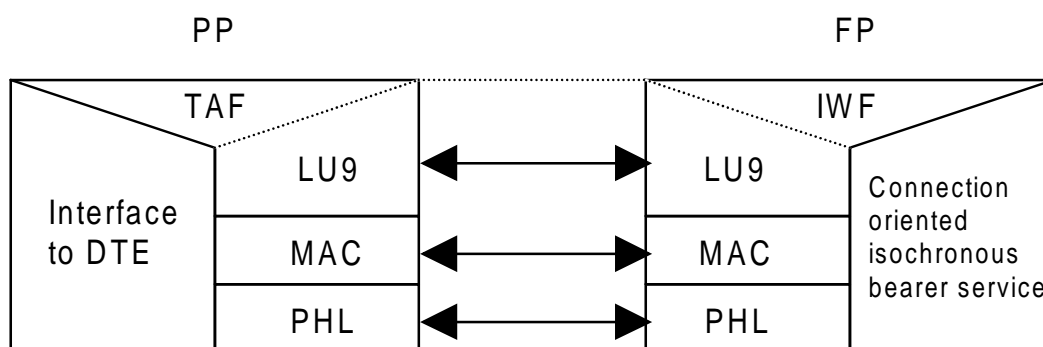 PP
FP
TAF
IWF
LU9
LU9
Interface
to DTE
Connection
oriented
isochronous
bearer service
MAC
MAC
PHL
PHL